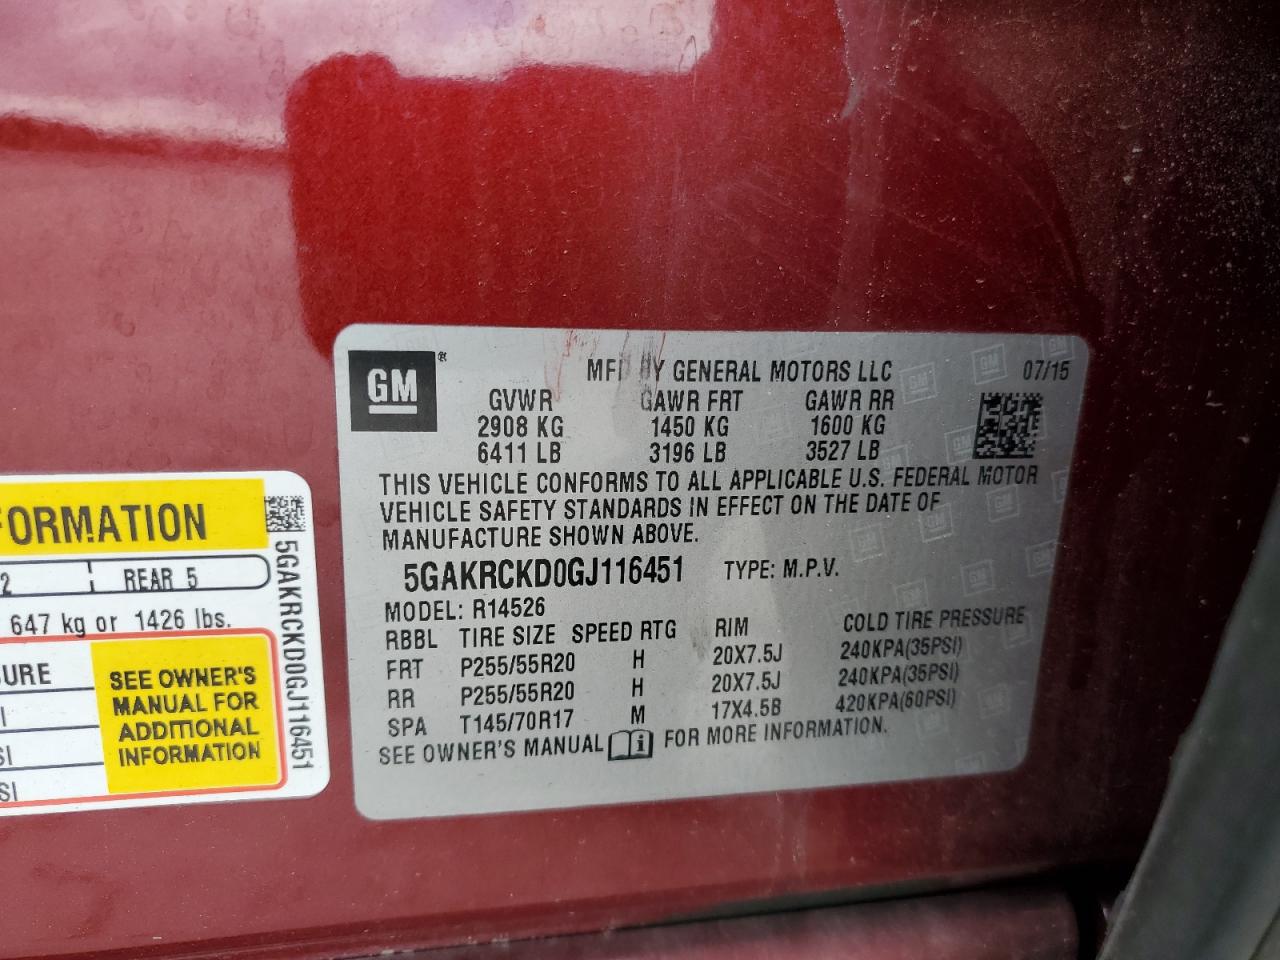 GM®
MFD BY GENERAL MOTORS LLC 07/15
GVWR GAWR FRT GAWR RR
2908 KG 1450 KG 1600 KG
6411 LB 3196 LB 3527 LB
THIS VEHICLE CONFORMS TO ALL APPLICABLE U.S. FEDERAL MOTOR
VEHICLE SAFETY STANDARDS IN EFFECT ON THE DATE OF
MANUFACTURE SHOWN ABOVE.
5GAKRCKD0GJ116451 TYPE: M.P.V.
MODEL: R14526
RBBL TIRE SIZE SPEED RTG RIM COLD TIRE PRESSURE
FRT P255/55R20 H 20X7.5J 240KPA(35PSI)
RR P255/55R20 H 20X7.5J 240KPA(35PSI)
SPA T145/70R17 M 17X4.5B 420KPA(60PSI)
SEE OWNER'S MANUAL FOR MORE INFORMATION.
FORMATION
2 REAR 5
647 kg or 1426 lbs.
SURE
SEE OWNER'S
MANUAL FOR
ADDITIONAL
INFORMATION
SI
SI
5GAKRCKD0GJ116451